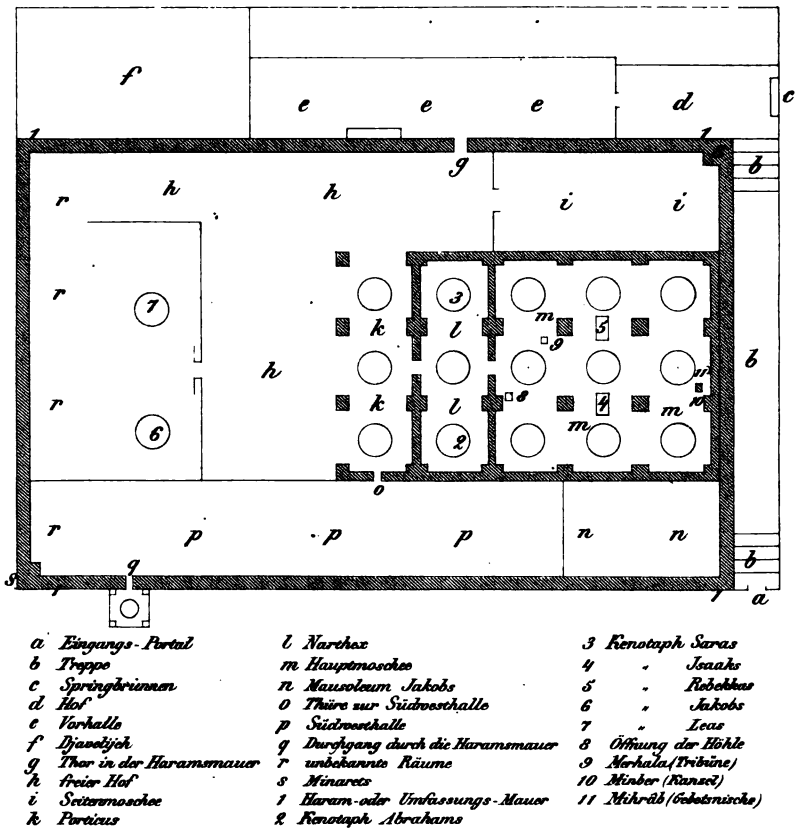 f
e e e d c
1 1
g b
r h h i i
r 7 k 3 l m 5
9
h b
11
r k l 8 4 m 10
m
6 2
o
r p p p n n
q b
s 1 1 a
a Eingangs-Portal
b Treppe
c Springbrunnen
d Hof
e Vorhalle
f Djawelijeh
g Thor in der Haramsmauer
h freier Hof
i Seitenmoschee
k Porticus
l Narthex
m Hauptmoschee
n Mausoleum Jakobs
o Thüre zur Südwesthalle
p Südwesthalle
q Durchgang durch die Haramsmauer
r unbekannte Räume
s Minarets
1 Haram-oder Umfassungs-Mauer
2 Kenotaph Abrahams
3 Kenotaph Saras
4 " Isaaks
5 " Rebekkas
6 " Jakobs
7 " Leas
8 Öffnung der Höhle
9 Merhala (Tribüne)
10 Minber (Kanzel)
11 Mihrâb (Gebetsnische)